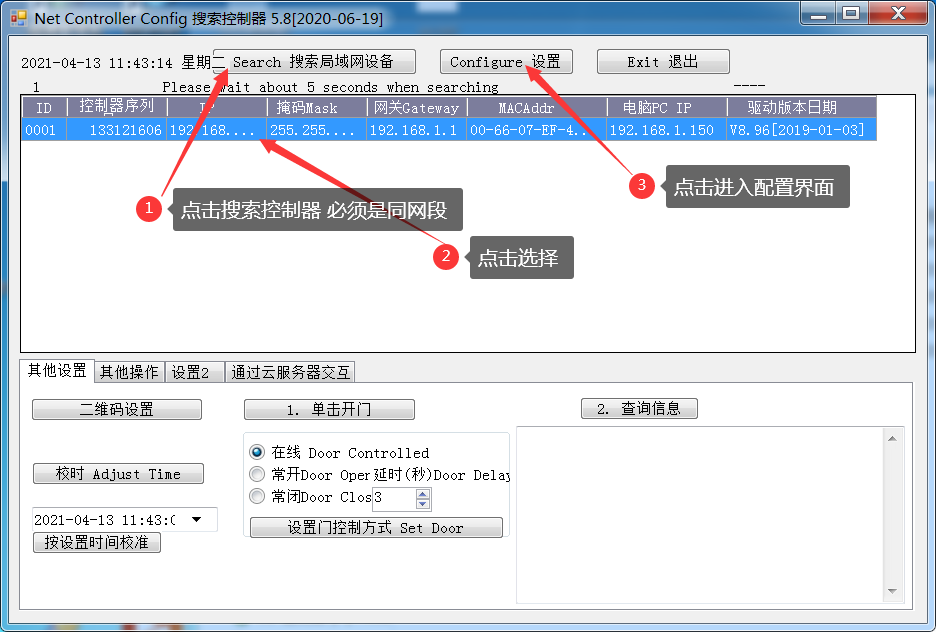 Net Controller Config 搜索控制器 5.8[2020-06-19]
2021-04-13 11:43:14 星期二 Search 搜索局域网设备 Configure 设置 Exit 退出
1 Please wait about 5 seconds when searching ----
ID 控制器序列 掩码Mask 网关Gateway MACAddr 电脑PC IP 驱动版本日期
0001 133121606 192.168.... 255.255.... 192.168.1.1 00-66-07-EF-4... 192.168.1.150 V8.96[2019-01-03]
3 点击进入配置界面
1 点击搜索控制器 必须是同网段
2 点击选择
其他设置 其他操作 设置2 通过云服务器交互
二维码设置 1. 单击开门 2. 查询信息
在线 Door Controlled
校时 Adjust Time 常开Door Oper 延时(秒)Door Delay
常闭Door Clos 3
2021-04-13 11:43:0
设置门控制方式 Set Door
按设置时间校准